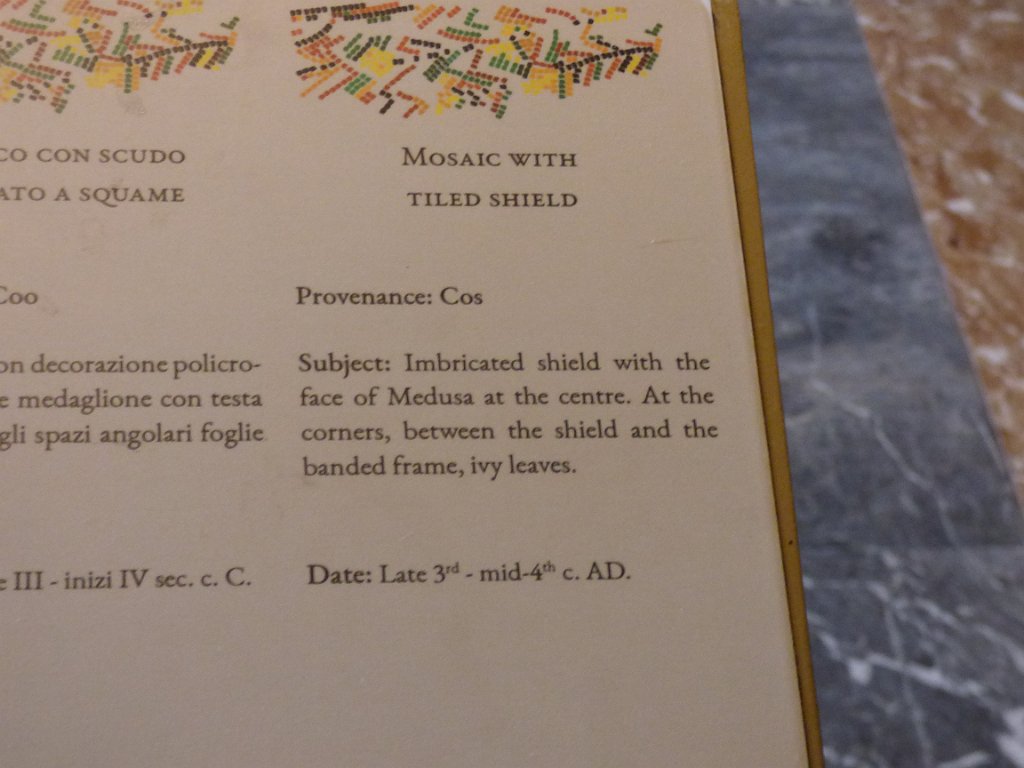 CO CON SCUDO
ATO A SQUAME
Coo
on decorazione policro-
e medaglione con testa
gli spazi angolari foglie
e III - inizi IV sec. c. C.
MOSAIC WITH
TILED SHIELD
Provenance: Cos
Subject: Imbricated shield with the
face of Medusa at the centre. At the
corners, between the shield and the
banded frame, ivy leaves.
Date: Late 3rd - mid-4th c. AD.